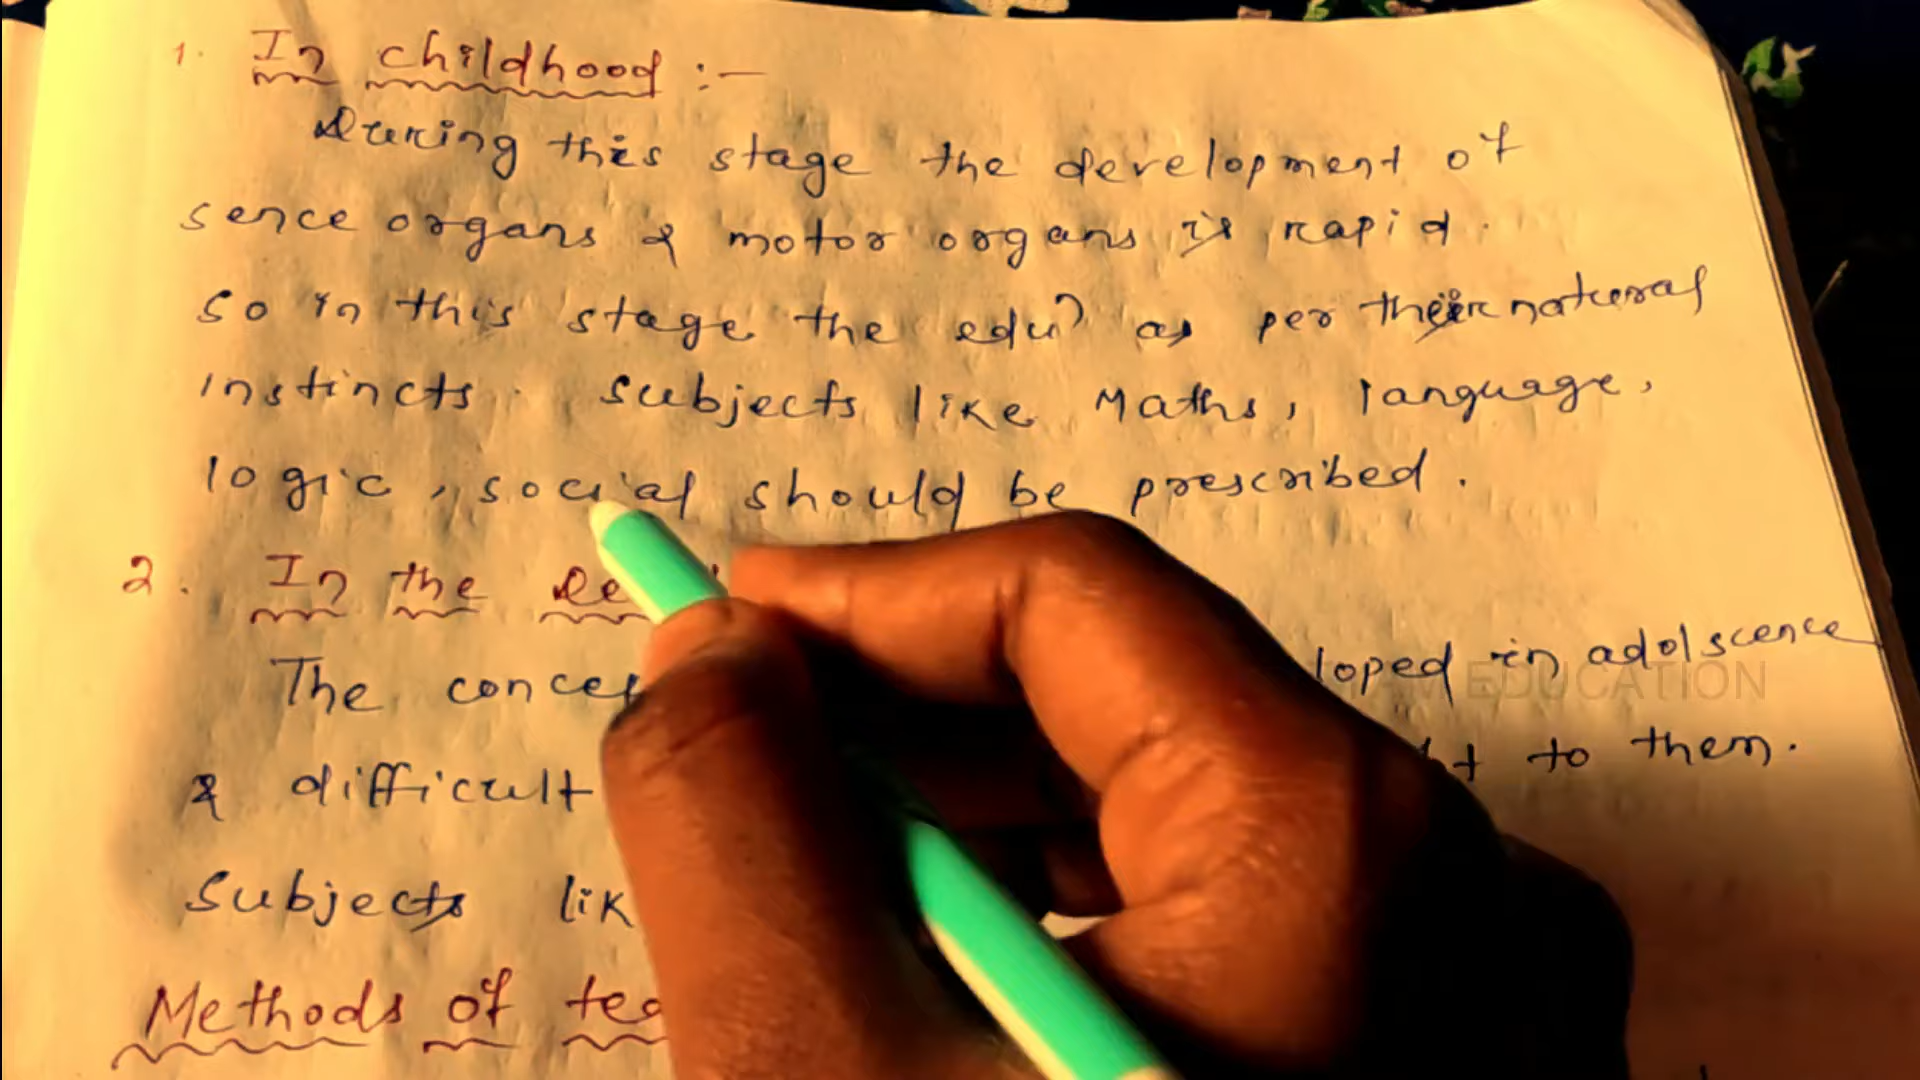 1. In childhood :-
During this stage the development of
sence organs & motor organs is rapid.
So in this stage the eduⁿ as per their natural
instincts. Subjects like Maths, language,
logic, social should be prescribed.
2. In the
The loped in adolscence
EDUCATION
& difficult to them.
Subjects
Methods of